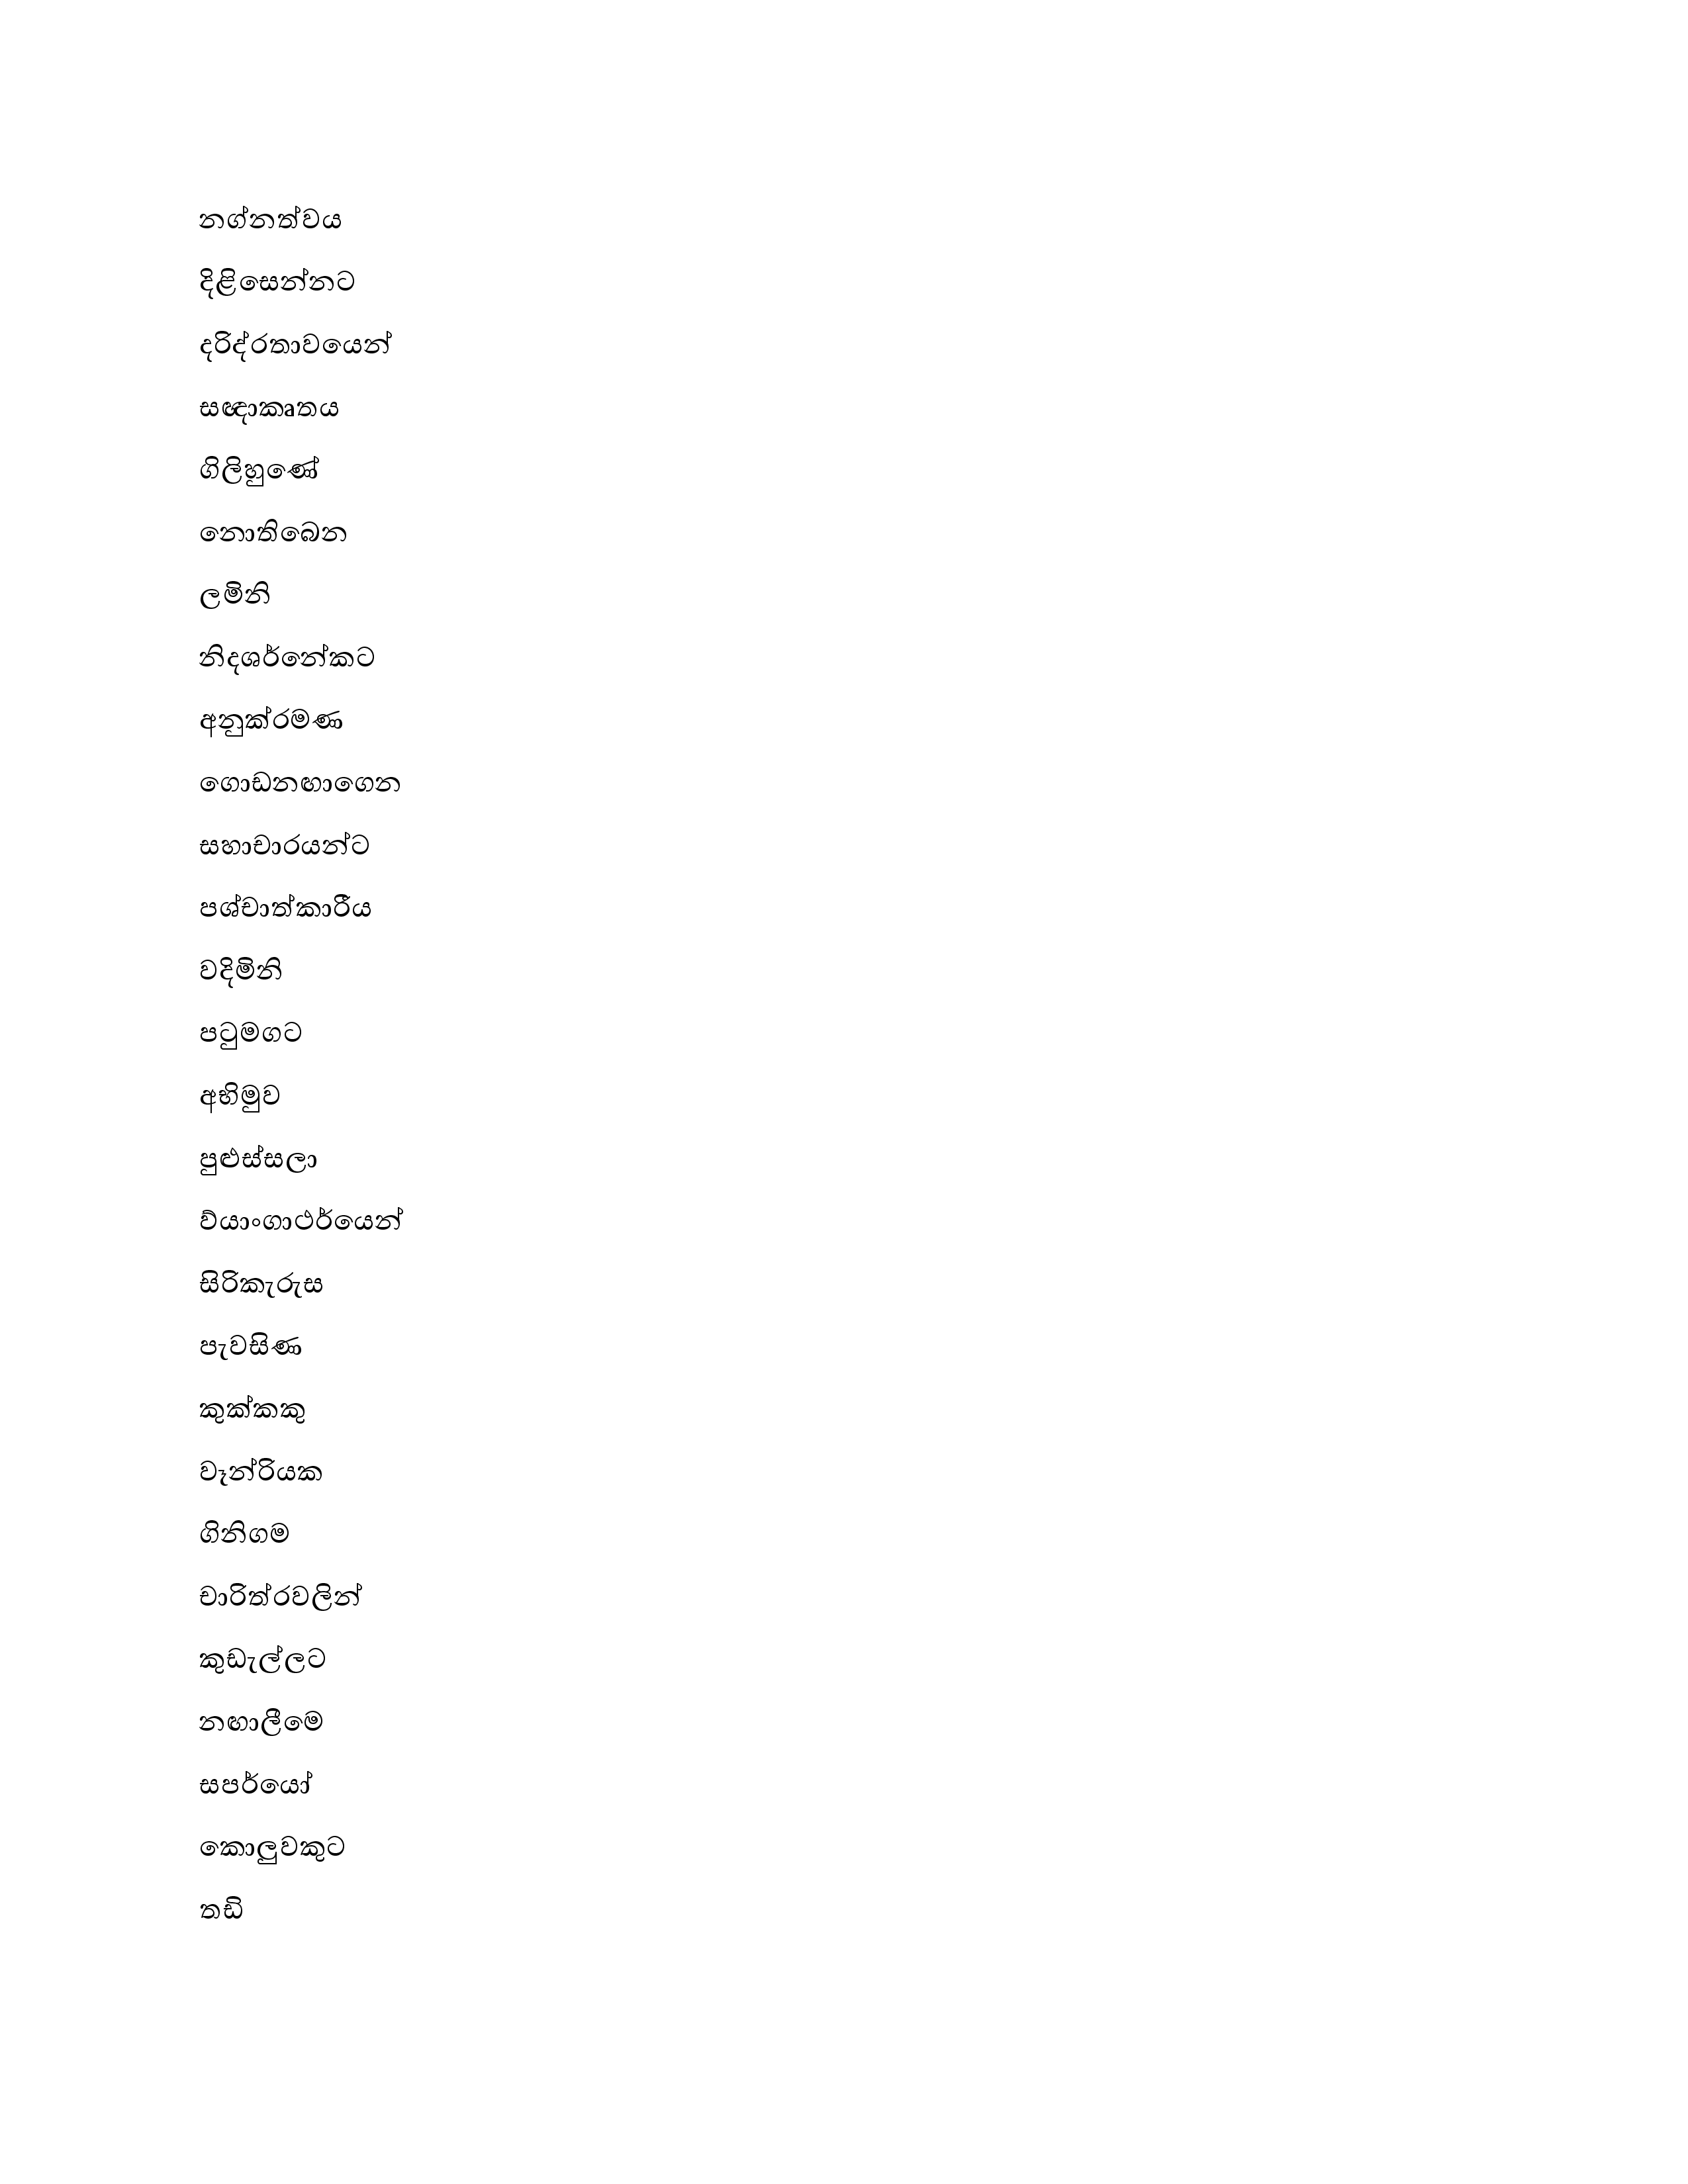 නග්නත්වය
දිළිසෙන්නට
දරිද්රතාවයෙන්
සඥාකෘතය
ගිලිහුණේ
නොතිබෙන
ලමිනි
නිදශර්නේකට
අනුක්රමණ
ගොඩනඟාගෙන
සහාචාරයන්ට
පශ්චාත්කාරීය
වදිමිනි
පටුමගට
අභිමුව
පුළුස්සලා
ව්යාංගාථර්යෙන්
සිරිකැරුස
පැවසිණ
කුක්කකු
වෑන්රියක
ගිනිගම
චාරිත්රවලින්
කුඩැල්ලට
නඟාලීමෙ
සපර්යෝ
කොලුවකුට
තඩි